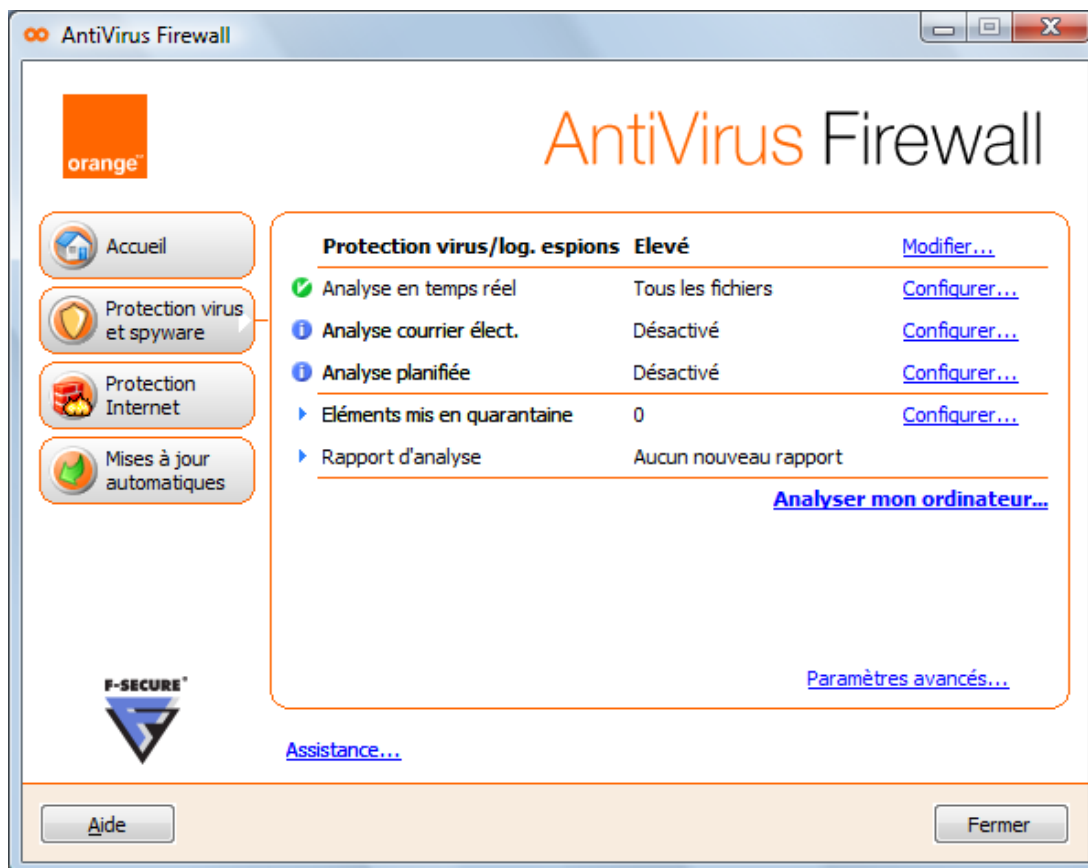 AntiVirus Firewall
orange™
AntiVirus Firewall
Accueil
Protection virus
et spyware
Protection
Internet
Mises à jour
automatiques
Protection virus/log. espions Elevé Modifier...
Analyse en temps réel Tous les fichiers Configurer...
Analyse courrier élect. Désactivé Configurer...
Analyse planifiée Désactivé Configurer...
Eléments mis en quarantaine 0 Configurer...
Rapport d'analyse Aucun nouveau rapport
Analyser mon ordinateur...
Paramètres avancés...
F-SECURE®
Assistance...
Aide
Fermer